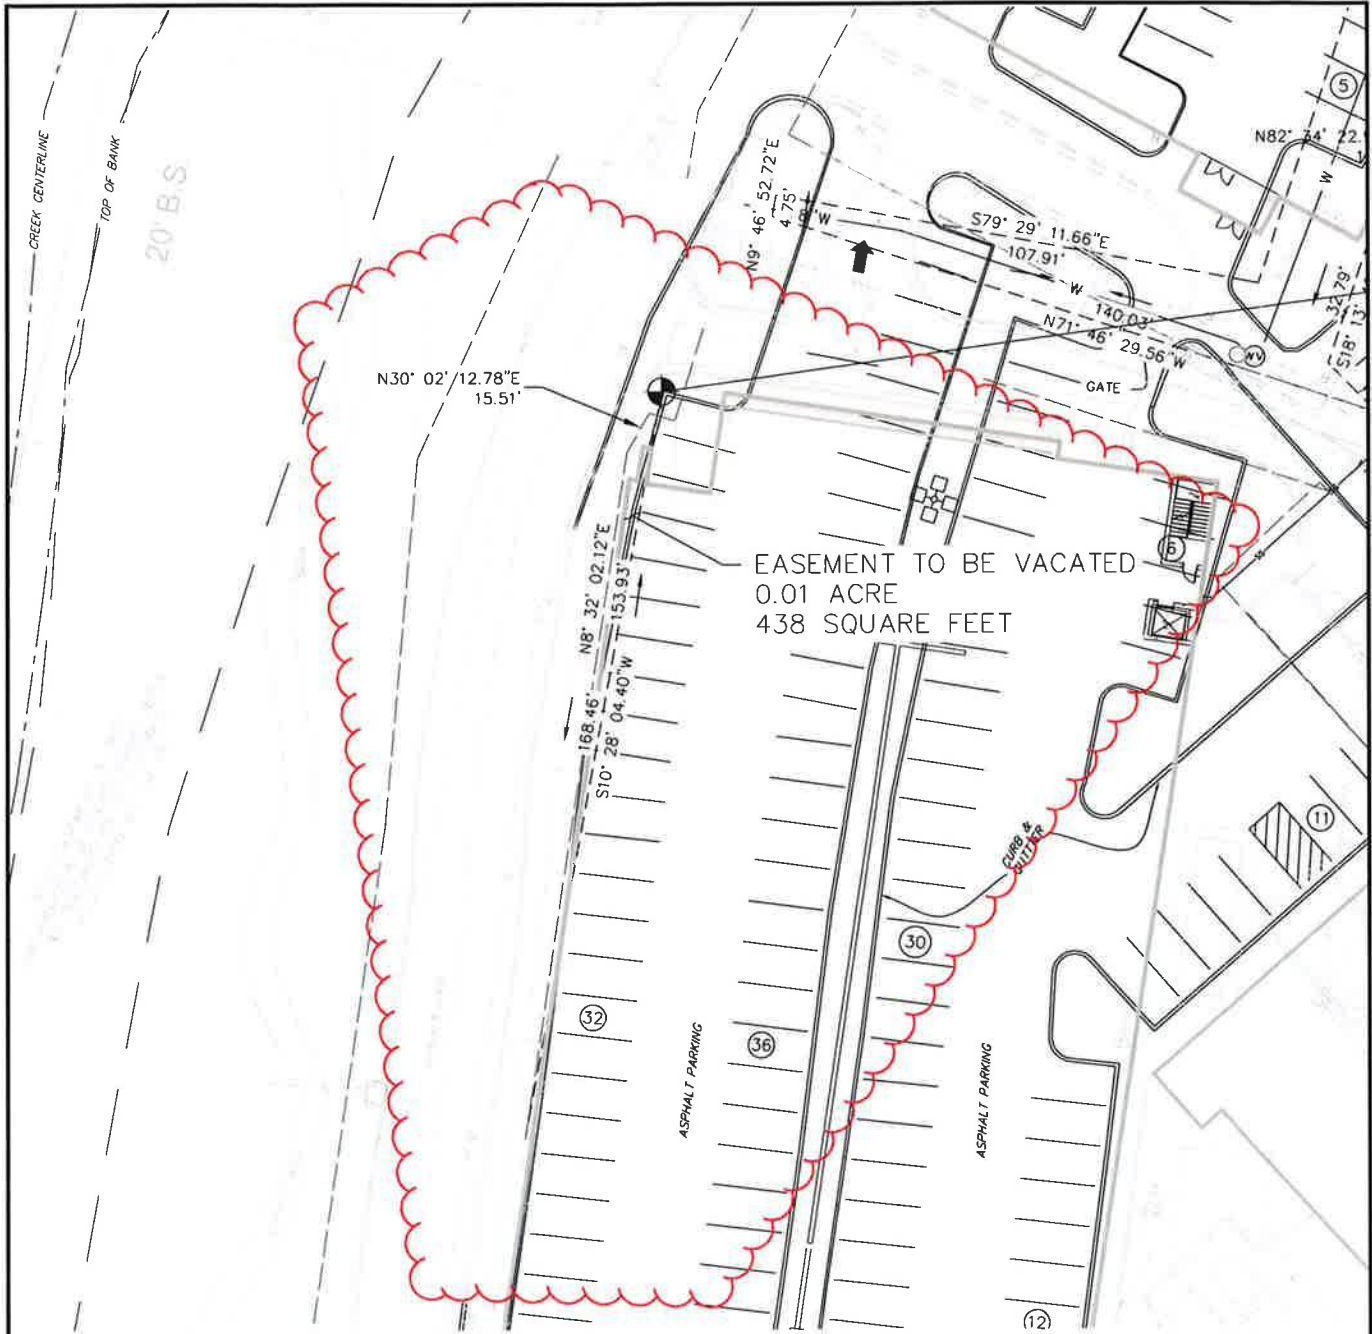 CREEK CENTERLINE
TOP OF BANK
20' B.S.
5
N82° 34' 22.
W
N9° 46' 52.72"E
4.75'
8"W
S79° 29' 11.66"E
107.91'
W
140.03'
N71° 46' 29.56"W
WV
32.79'
S18° 13'
GATE
N30° 02' 12.78"E
15.51'
6
EASEMENT TO BE VACATED
0.01 ACRE
438 SQUARE FEET
N8° 32' 02.12"E
153.93'
168.46'
S10° 28' 04.40"W
CURB &
GUTTER
11
30
32
36
ASPHALT PARKING
ASPHALT PARKING
12